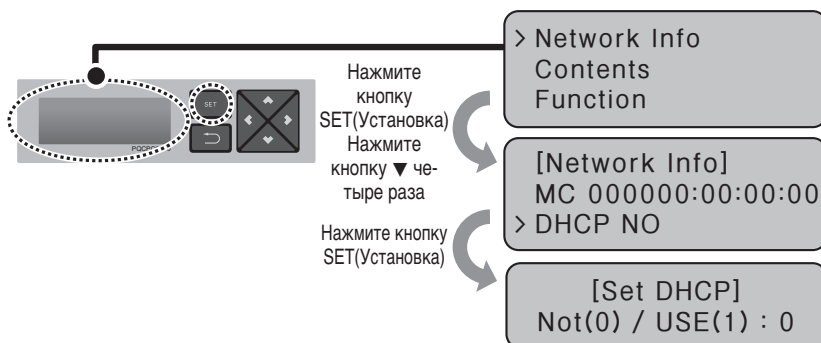 > Network Info
Contents
Function
Нажмите
кнопку
SET(Установка)
Нажмите
кнопку ▼ че-
тыре раза
SET
[Network Info]
MC 000000:00:00:00
> DHCP NO
Нажмите кнопку
SET(Установка)
[Set DHCP]
Not(0) / USE(1) : 0